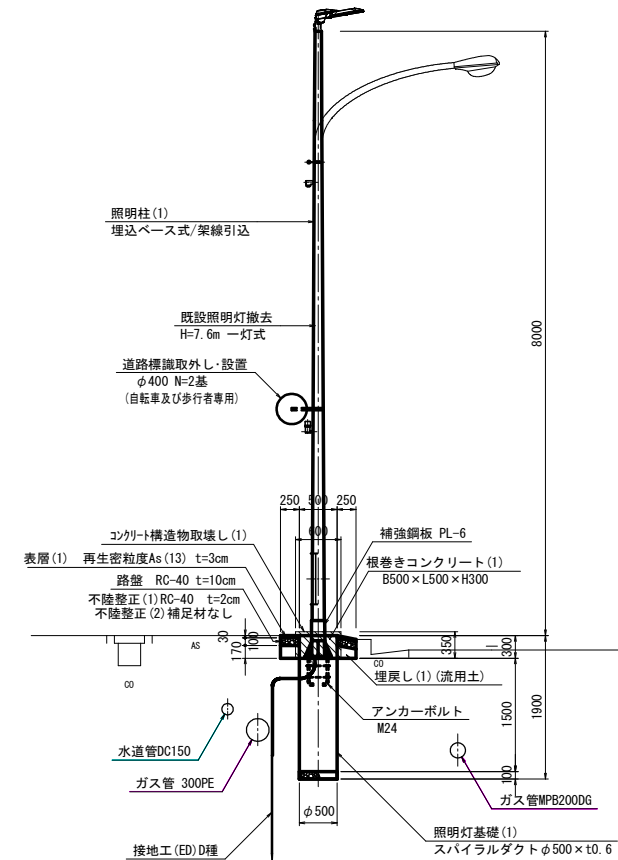 8000
照明柱(1)
埋込ベース式/架線引込
既設照明灯撤去
H=7.6m 一灯式
道路標識取外し・設置
φ400 N=2基
(自転車及び歩行者専用)
250 500 250
600
コンクリート構造物取壊し(1)
補強鋼板 PL-6
表層(1) 再生密粒度As(13) t=3cm
根巻きコンクリート(1)
B500×L500×H300
路盤 RC-40 t=10cm
不陸整正(1)RC-40 t=2cm
不陸整正(2)補足材なし
30
100
170
AS
CO
350
300
CO
埋戻し(1)(流用土)
1500
1900
アンカーボルト
M24
水道管DC150
ガス管 300PE
100
ガス管MPB200DG
φ500
照明灯基礎(1)
スパイラルダクトφ500×t0.6
接地工(ED)D種